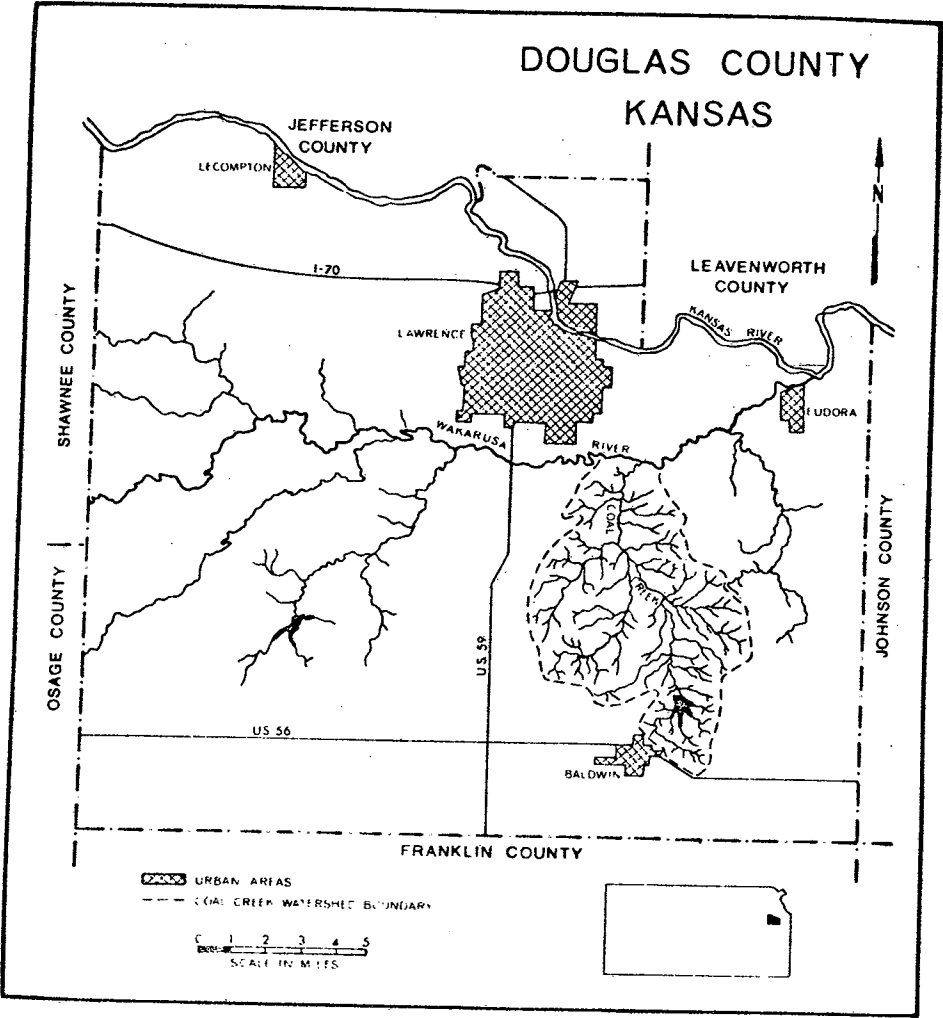 DOUGLAS COUNTY
KANSAS
JEFFERSON
COUNTY
LECOMPTON
N
I-70
LEAVENWORTH
COUNTY
KANSAS RIVER
LAWRENCE
SHAWNEE COUNTY
EUDORA
WAKARUSA RIVER
COAL
CREEK
OSAGE COUNTY
JOHNSON COUNTY
US 59
US 56
BALDWIN
FRANKLIN COUNTY
URBAN AREAS
COAL CREEK WATERSHED BOUNDARY
0 1 2 3 4 5
SCALE IN MILES